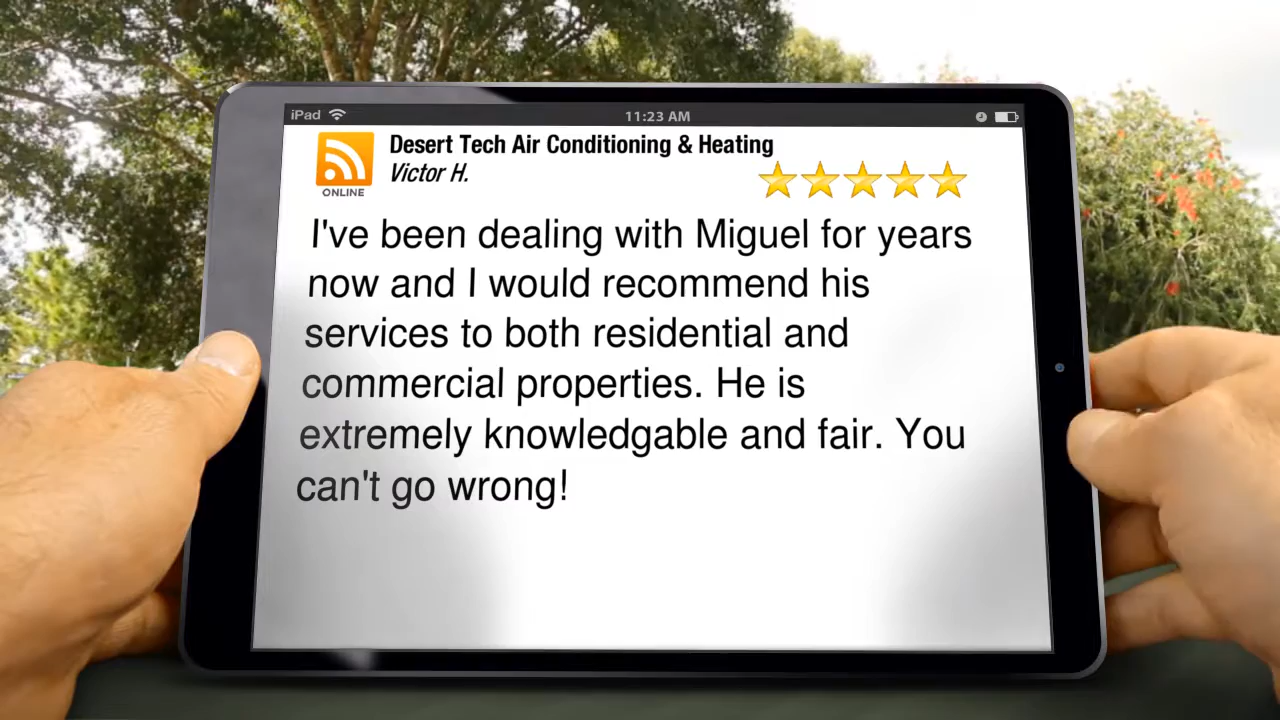 iPad
11:23 AM
ONLINE
Desert Tech Air Conditioning & Heating
Victor H.
I've been dealing with Miguel for years
now and I would recommend his
services to both residential and
commercial properties. He is
extremely knowledgable and fair. You
can't go wrong!